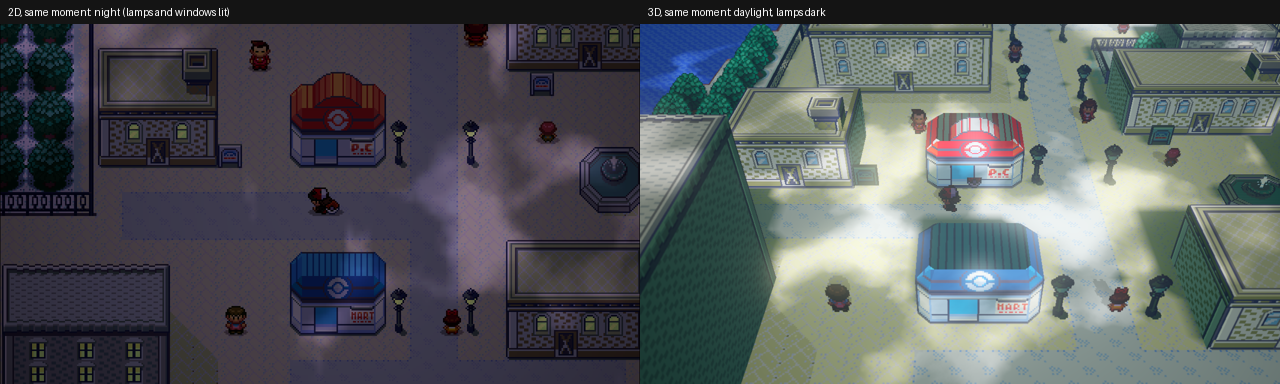 2D, same moment: night (lamps and windows lit)
3D, same moment: daylight, lamps dark
P.C
P.C
MART
MART